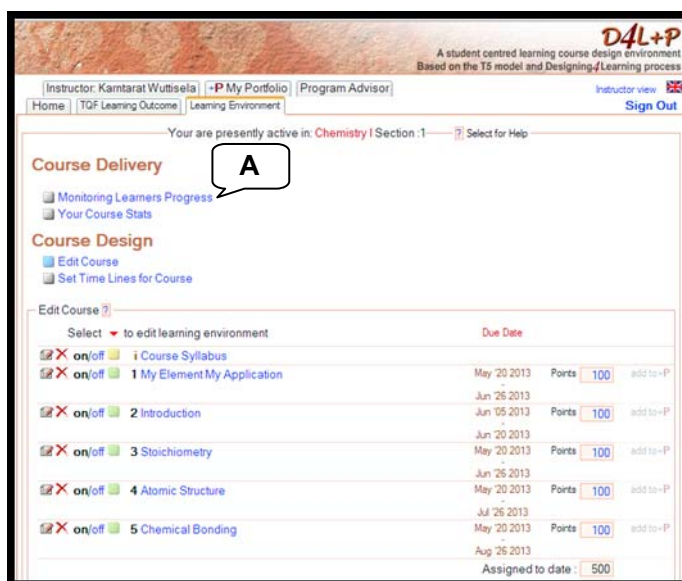 D4L+P
A student centred learning course design environment
Based on the T5 model and Designing4Learning process
Instructor: Karntarat Wuttisela +P My Portfolio Program Advisor
Instructor view
Home TQF Learning Outcome Learning Environment
Sign Out
Your are presently active in: Chemistry I Section :1 ? Select for Help
Course Delivery
A
Monitoring Learners Progress
Your Course Stats
Course Design
Edit Course
Set Time Lines for Course
Edit Course ?
Select to edit learning environment Due Date
on/off i Course Syllabus
on/off 1 My Element My Application May '20 2013 Points 100 add to+P
-
Jun '26 2013
on/off 2 Introduction Jun '05 2013 Points 100 add to+P
-
Jun '20 2013
on/off 3 Stoichiometry May '20 2013 Points 100 add to+P
-
Jun '26 2013
on/off 4 Atomic Structure May '20 2013 Points 100 add to+P
-
Jul '26 2013
on/off 5 Chemical Bonding May '20 2013 Points 100 add to+P
-
Aug '26 2013
Assigned to date : 500